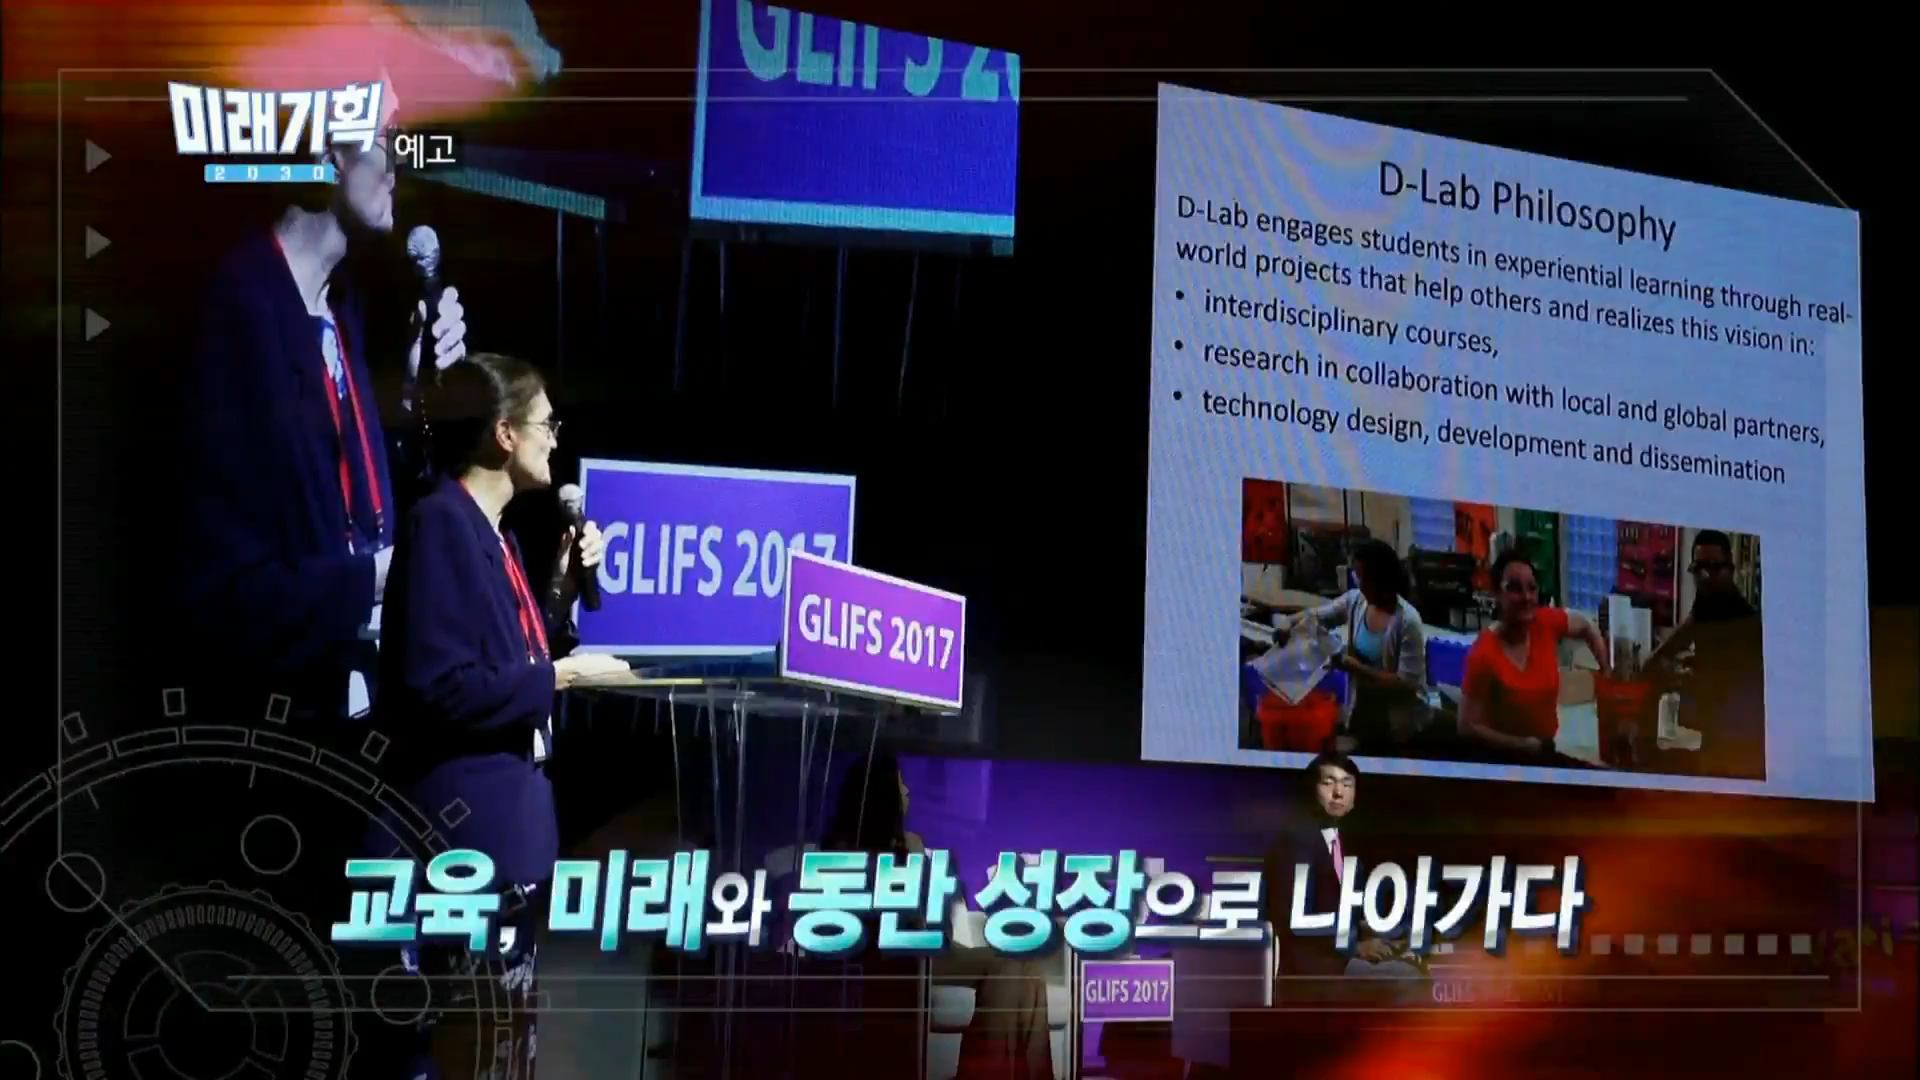 미래기획
2030
예고
GLIFS 2
D-Lab Philosophy
D-Lab engages students in experiential learning through real-
world projects that help others and realizes this vision in:
• interdisciplinary courses,
• research in collaboration with local and global partners,
• technology design, development and dissemination
GLIFS 2017
GLIFS 2017
교육, 미래와 동반 성장으로 나아가다
GLIFS 2017